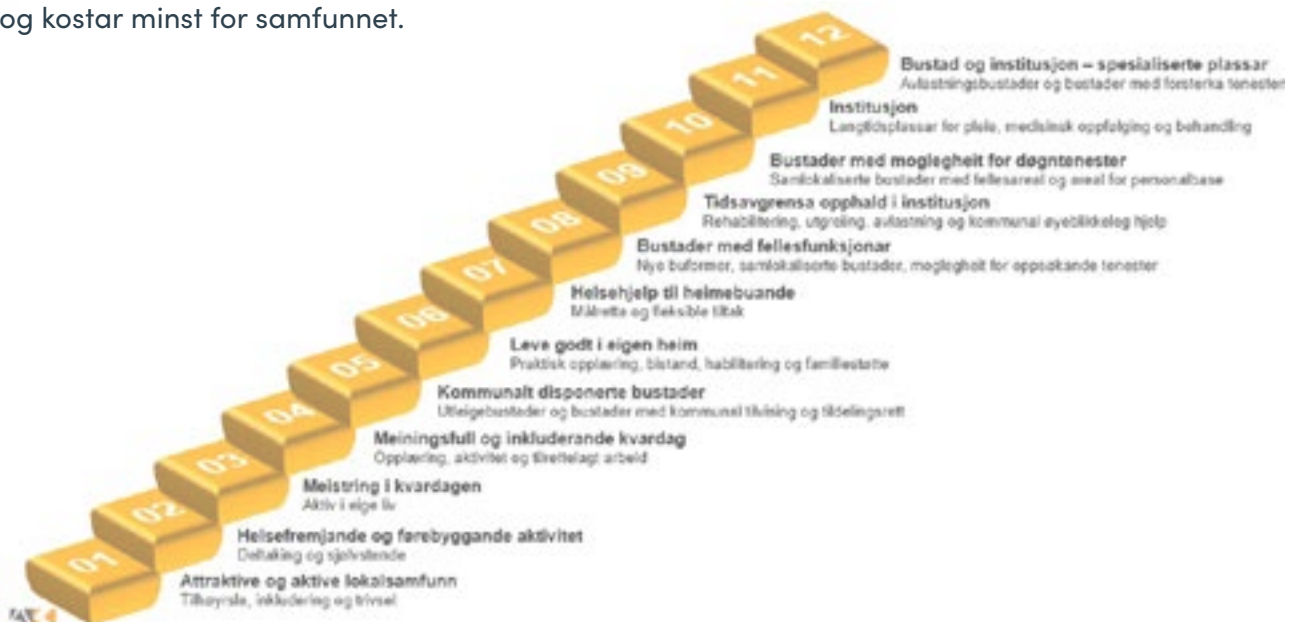 og kostar minst for samfunnet.
12
Bustad og institusjon – spesialiserte plassar
Avlastningsbustader og bustader med forsterka tenester
11
Institusjon
Langtidsplassar for pleie, medisinsk oppfølging og behandling
10
Bustader med moglegheit for døgntenester
Samlokaliserte bustader med fellesareal og areal for personalbase
09
Tidsavgrensa opphald i institusjon
Rehabilitering, utgreiing, avlastning og kommunal øyeblikkeleg hjelp
08
Bustader med fellesfunksjonar
Nye buformer, samlokaliserte bustader, moglegheit for oppsøkande tenester
07
Helsehjelp til heimebuande
Målretta og fleksible tiltak
06
Leve godt i eigen heim
Praktisk opplæring, bistand, habilitering og familiestøtte
05
Kommunalt disponerte bustader
Utleigebustader og bustader med kommunal tilvising og tildelingsrett
04
Meiningsfull og inkluderande kvardag
Opplæring, aktivitet og tilrettelagt arbeid
03
Meistring i kvardagen
Aktiv i eige liv
02
Helsefremjande og førebyggande aktivitet
Deltaking og sjølvstende
01
Attraktive og aktive lokalsamfunn
Tilhøyrsle, inkludering og trivsel